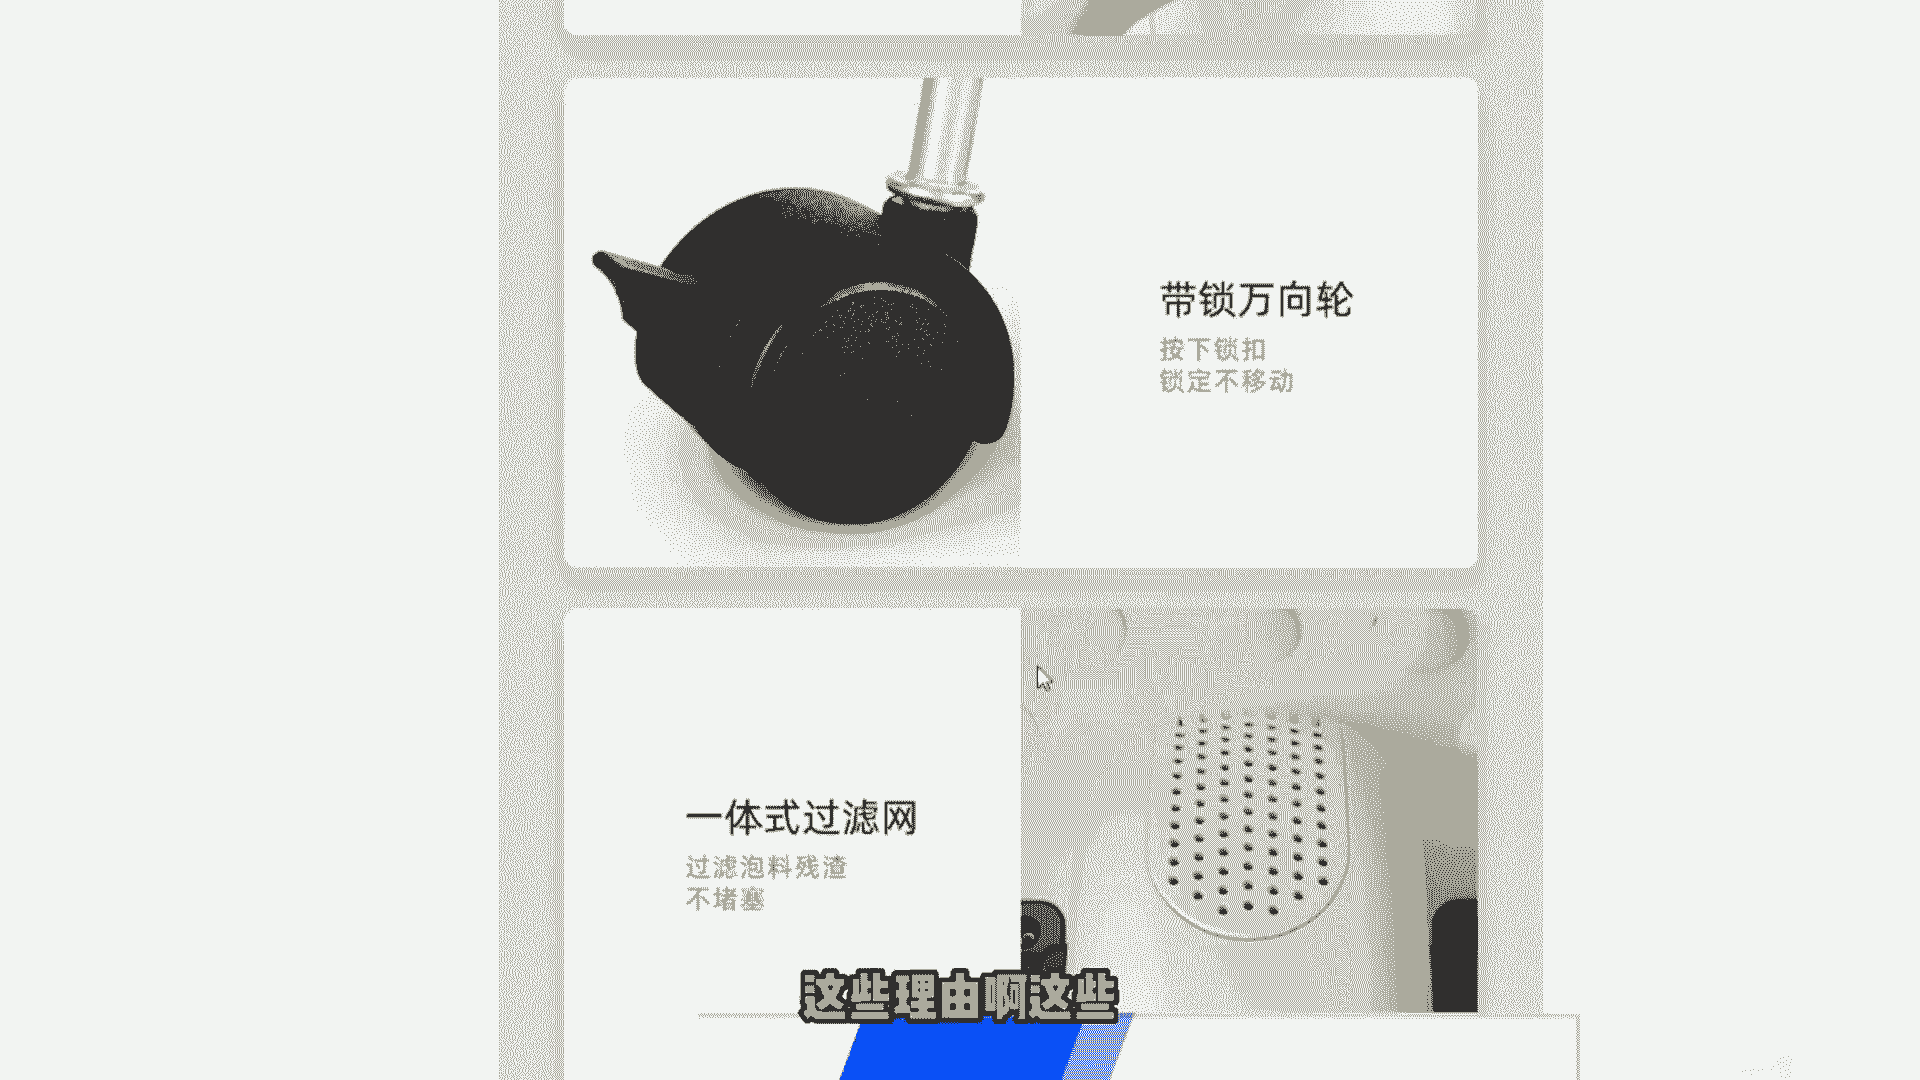 带锁万向轮
按下锁扣
锁定不移动
一体式过滤网
过滤泡料残渣
不堵塞
这些理由啊这些